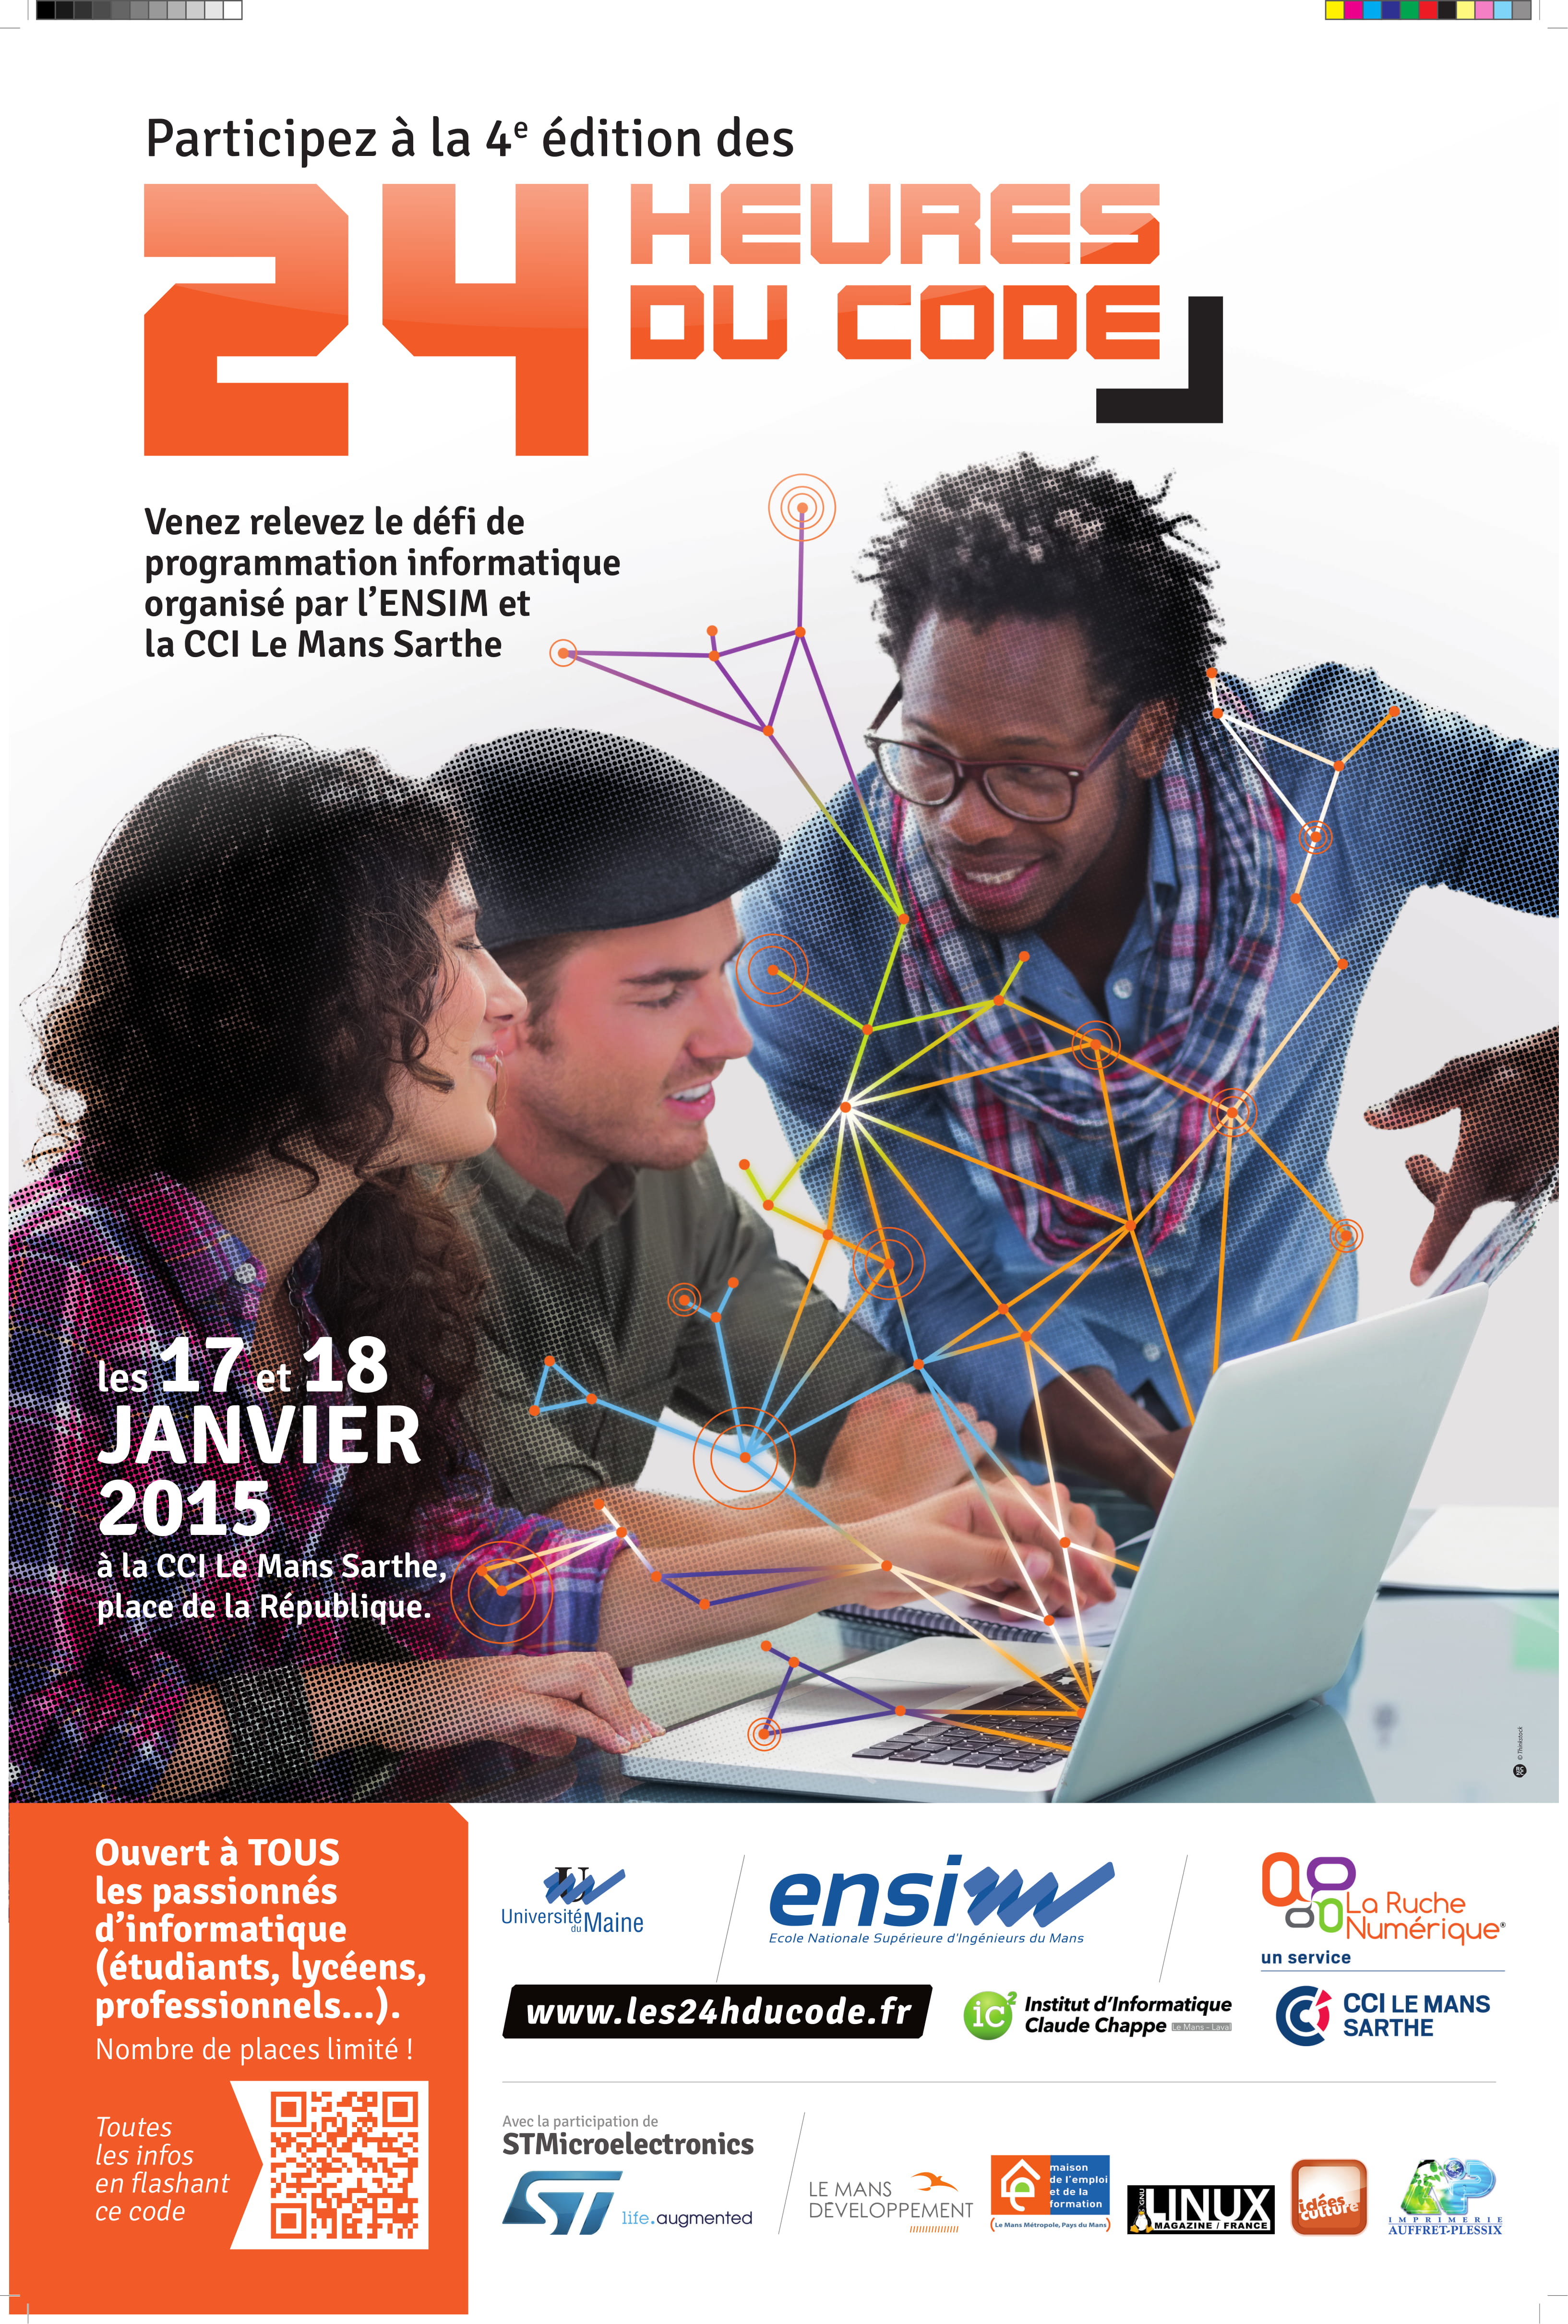 Participez à la 4e édition des
24 HEURES
DU CODE
Venez relevez le défi de
programmation informatique
organisé par l'ENSIM et
la CCI Le Mans Sarthe
les 17 et 18
JANVIER
2015
à la CCI Le Mans Sarthe,
place de la République.
© Thinkstock
Ouvert à TOUS
les passionnés
d'informatique
(étudiants, lycéens,
professionnels...).
Nombre de places limité !
Toutes
les infos
en flashant
ce code
U
Université
du Maine
ensim
Ecole Nationale Supérieure d'Ingénieurs du Mans
La Ruche
Numérique®
un service
CCI LE MANS
SARTHE
www.les24hducode.fr
ic2
Institut d'Informatique
Claude Chappe Le Mans - Laval
Avec la participation de
STMicroelectronics
ST
life.augmented
LE MANS
DÉVELOPPEMENT
maison
de l'emploi
et de la
formation
(Le Mans Métropole, Pays du Mans)
GNU
LINUX
MAGAZINE / FRANCE
idées
culture
AP
IMPRIMERIE
AUFFRET-PLESSIX